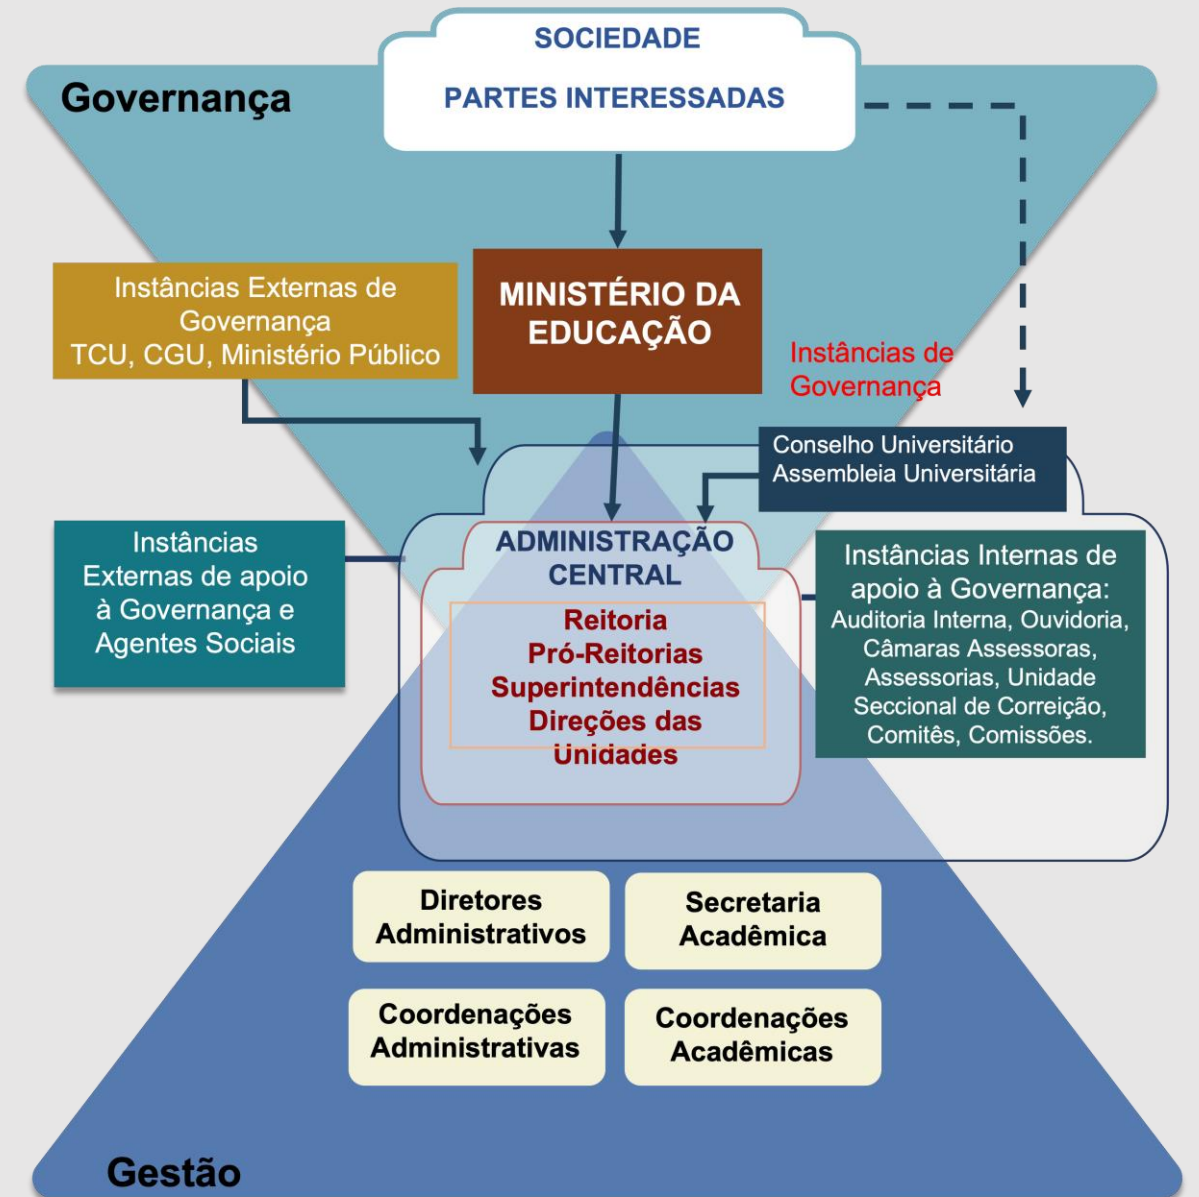 SOCIEDADE
PARTES INTERESSADAS
Governança
Instâncias Externas de
Governança
TCU, CGU, Ministério Público
MINISTÉRIO DA
EDUCAÇÃO
Instâncias de
Governança
Conselho Universitário
Assembleia Universitária
Instâncias
Externas de apoio
à Governança e
Agentes Sociais
ADMINISTRAÇÃO
CENTRAL
Reitoria
Pró-Reitorias
Superintendências
Direções das
Unidades
Instâncias Internas de
apoio à Governança:
Auditoria Interna, Ouvidoria,
Câmaras Assessoras,
Assessorias, Unidade
Seccional de Correição,
Comitês, Comissões.
Diretores
Administrativos
Secretaria
Acadêmica
Coordenações
Administrativas
Coordenações
Acadêmicas
Gestão